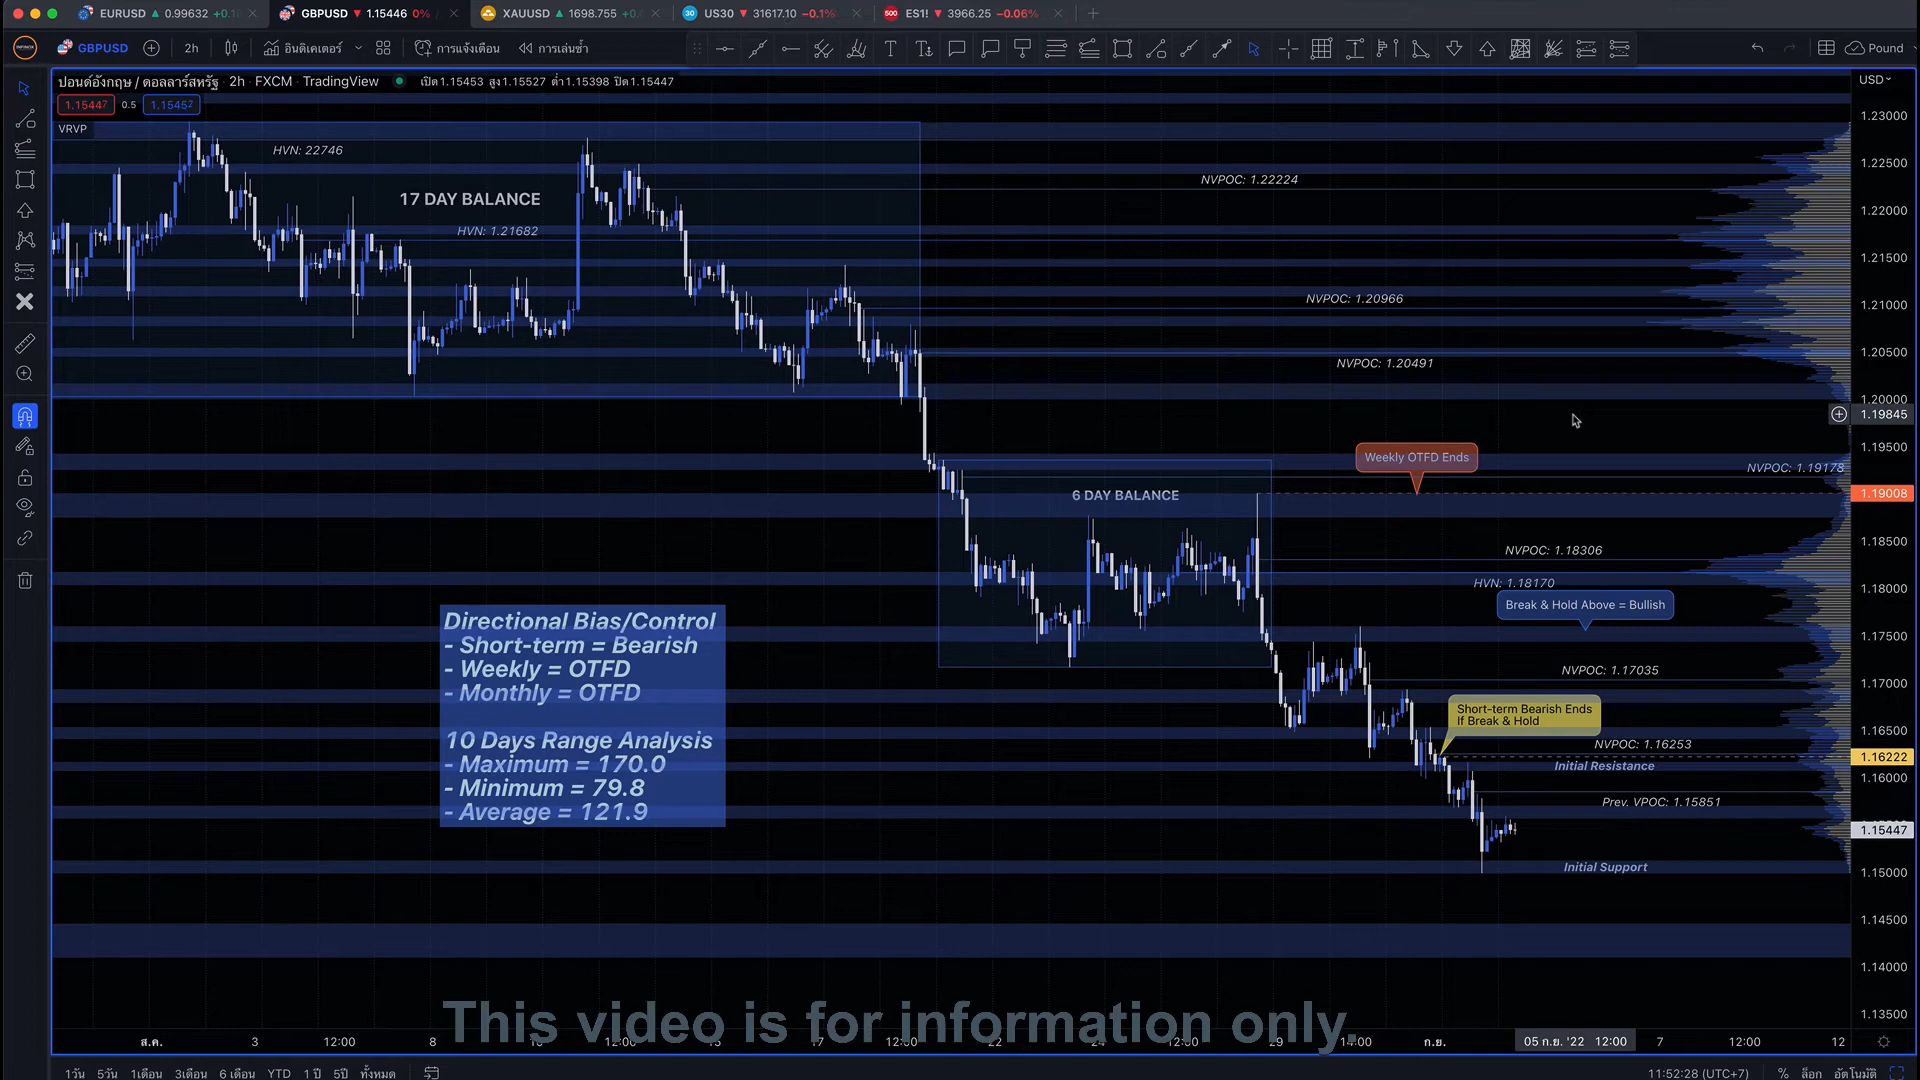 EURUSD ▲ 0.99632
GBPUSD ▼ 1.15446 0%
XAUUSD ▲ 1698.755
30 US30 ▼ 31617.10 −0.1%
500 ES1! ▼ 3966.25 −0.06%
GBPUSD 2h อินดิเคเตอร์ การแจ้งเตือน การเล่นซ้ำ Pound
ปอนด์อังกฤษ / ดอลลาร์สหรัฐ · 2h · FXCM · TradingView เปิด1.15453 สูง1.15527 ต่ำ1.15398 ปิด1.15447
USD
1.15447 0.5 1.15452
VRVP
HVN: 22746
17 DAY BALANCE
HVN: 1.21682
NVPOC: 1.22224
NVPOC: 1.20966
NVPOC: 1.20491
Weekly OTFD Ends
NVPOC: 1.19178
6 DAY BALANCE
NVPOC: 1.18306
HVN: 1.18170
Break & Hold Above = Bullish
NVPOC: 1.17035
Short-term Bearish Ends
If Break & Hold
NVPOC: 1.16253
Initial Resistance
Prev. VPOC: 1.15851
Initial Support
Directional Bias/Control
- Short-term = Bearish
- Weekly = OTFD
- Monthly = OTFD
10 Days Range Analysis
- Maximum = 170.0
- Minimum = 79.8
- Average = 121.9
1.23000
1.22500
1.22000
1.21500
1.21000
1.20500
1.20000
1.19845
1.19500
1.19008
1.18500
1.18000
1.17500
1.17000
1.16500
1.16222
1.16000
1.15447
1.15000
1.14500
1.14000
1.13500
This video is for information only.
ส.ค. 3 12:00 8 12:00 15 17 12:00 22 24 12:00 29 14:00 ก.ย. 05 ก.ย. '22 12:00 7 12:00 12
1วัน 5วัน 1เดือน 3เดือน 6 เดือน YTD 1 ปี 5ปี ทั้งหมด
11:52:28 (UTC+7) % ล็อก อัตโนมัติ